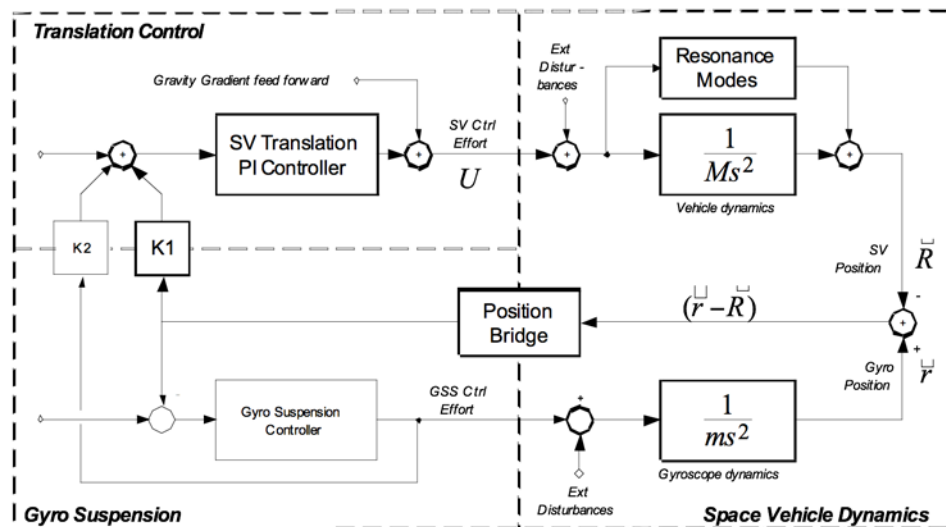 Translation Control
Gravity Gradient feed forward
Ext
Distur -
bances
Resonance
Modes
+
SV Translation
PI Controller
+
SV Ctrl
Effort
U
+
1
Ms²
Vehicle dynamics
+
K2
K1
SV
Position
R
-
Position
Bridge
(r – R)
+
+
r
Gyro
Position
-
Gyro Suspension
Controller
GSS Ctrl
Effort
+
+
1
ms²
Gyroscope dynamics
Ext
Disturbances
Gyro Suspension
Space Vehicle Dynamics